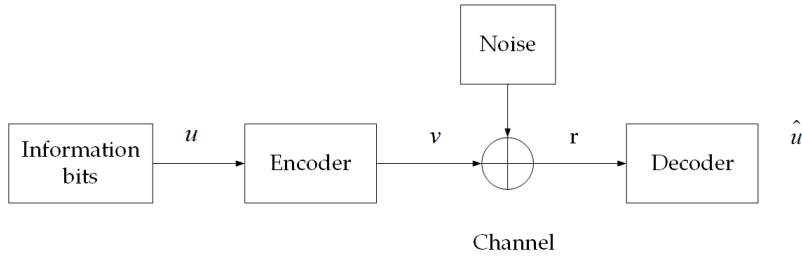 Noise
u
v
r
û
Information
bits
Encoder
Decoder
Channel